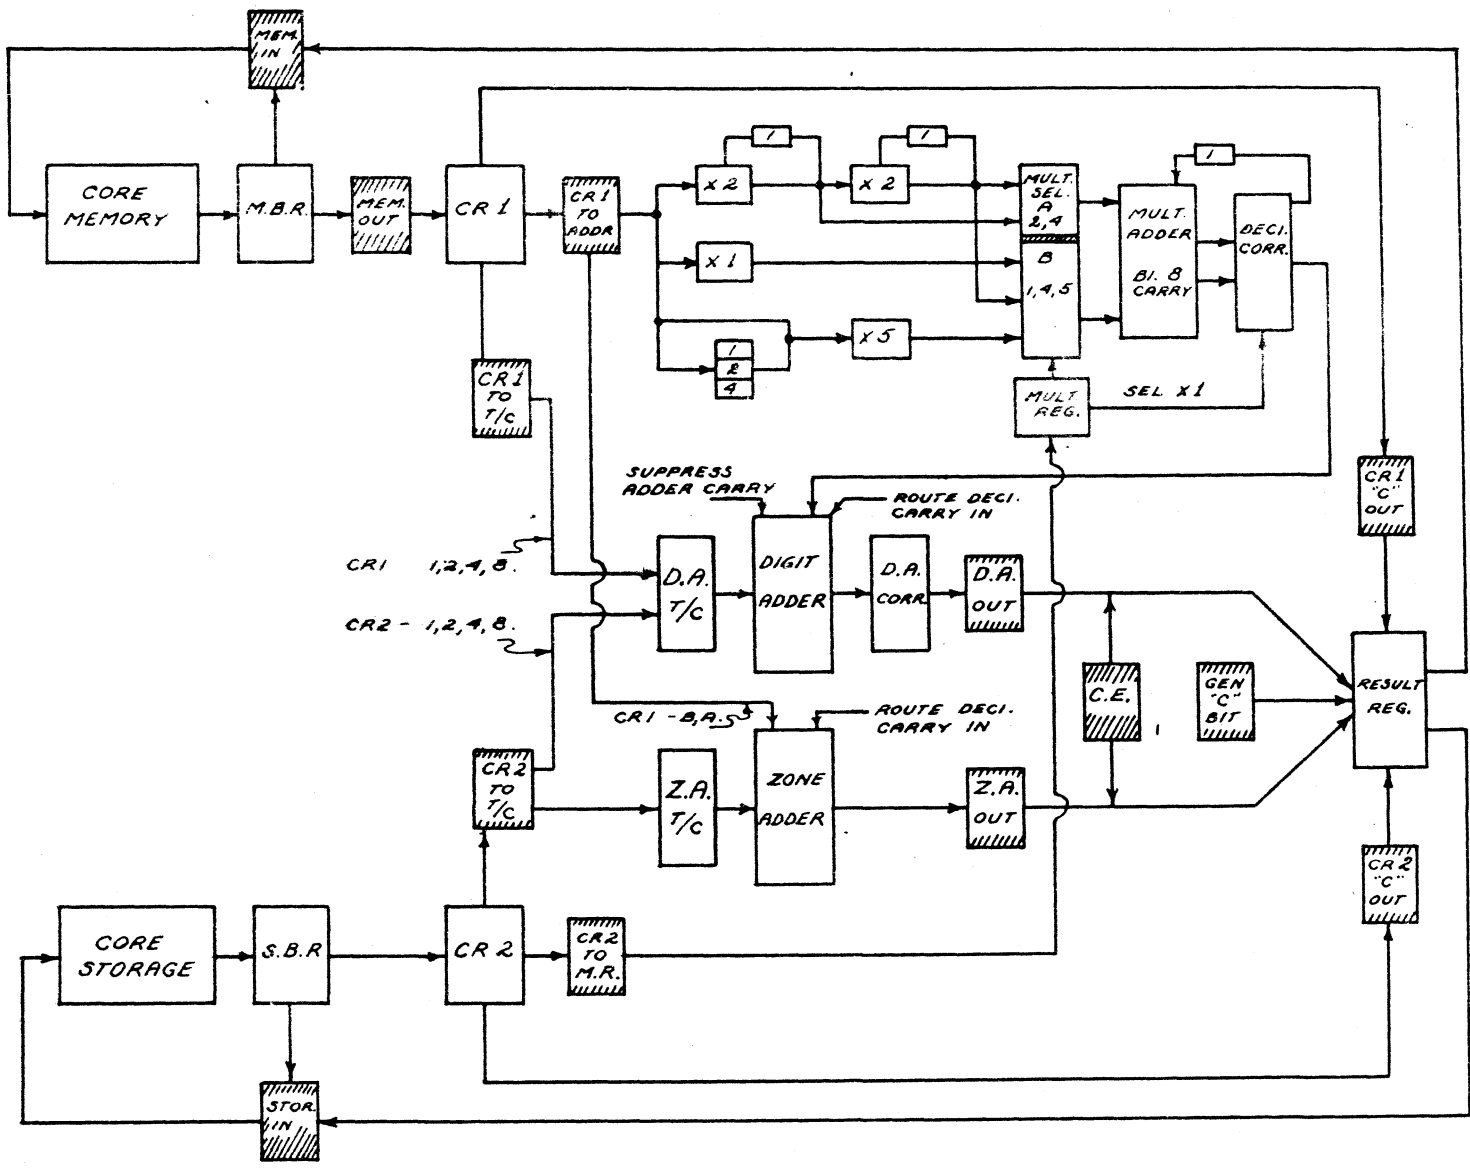 MEM.
IN
CORE
MEMORY
M.B.R.
MEM.
OUT
CR 1
CR 1
TO
ADDR
X 2
1
X 2
1
X 1
1
2
4
X 5
MULT.
SEL.
A
2,4
B
1,4,5
MULT.
ADDER
BI. 8
CARRY
1
DECI.
CORR.
MULT.
REG.
SEL X1
CR 1
TO
T/C
SUPPRESS
ADDER CARRY
ROUTE DECI.
CARRY IN
CR 1
"C"
OUT
CR1 1,2,4,8.
CR2 - 1,2,4,8.
D.A.
T/C
DIGIT
ADDER
D.A.
CORR.
D.A.
OUT
C.E.
GEN
"C"
BIT
RESULT
REG.
CR1 - B,A.
ROUTE DECI.
CARRY IN
CR2
TO
T/C
Z.A.
T/C
ZONE
ADDER
Z.A.
OUT
CR 2
"C"
OUT
CORE
STORAGE
S.B.R
CR 2
CR2
TO
M.R.
STOR.
IN